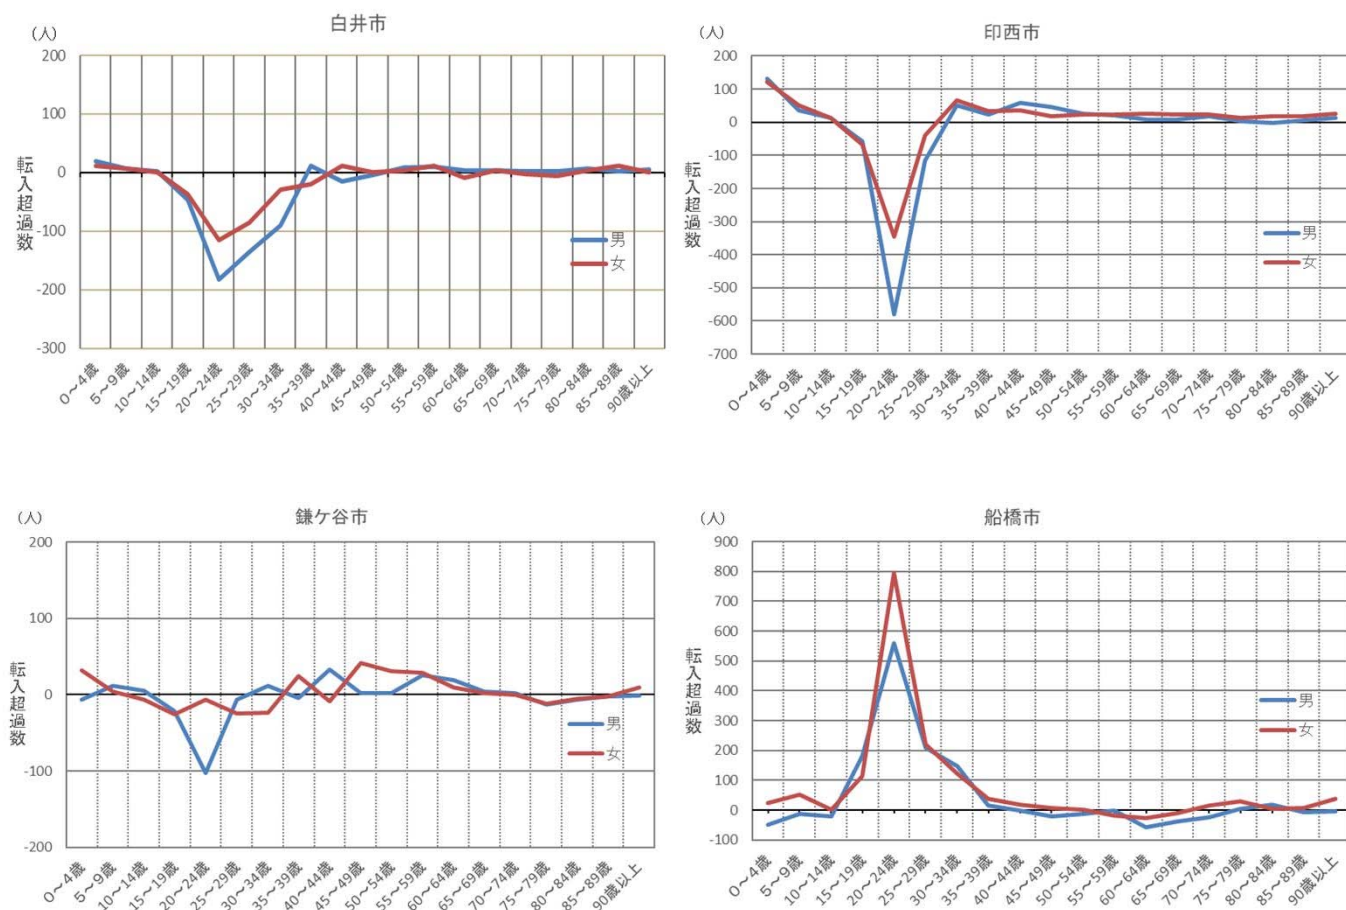 白井市
（人）
200
100
0
-100
-200
-300
転入超過数
男
女
0～4歳
5～9歳
10～14歳
15～19歳
20～24歳
25～29歳
30～34歳
35～39歳
40～44歳
45～49歳
50～54歳
55～59歳
60～64歳
65～69歳
70～74歳
75～79歳
80～84歳
85～89歳
90歳以上
印西市
（人）
200
100
0
-100
-200
-300
-400
-500
-600
-700
転入超過数
男
女
0～4歳
5～9歳
10～14歳
15～19歳
20～24歳
25～29歳
30～34歳
35～39歳
40～44歳
45～49歳
50～54歳
55～59歳
60～64歳
65～69歳
70～74歳
75～79歳
80～84歳
85～89歳
90歳以上
鎌ケ谷市
（人）
200
100
0
-100
-200
転入超過数
男
女
0～4歳
5～9歳
10～14歳
15～19歳
20～24歳
25～29歳
30～34歳
35～39歳
40～44歳
45～49歳
50～54歳
55～59歳
60～64歳
65～69歳
70～74歳
75～79歳
80～84歳
85～89歳
90歳以上
船橋市
（人）
900
800
700
600
500
400
300
200
100
0
-100
転入超過数
男
女
0～4歳
5～9歳
10～14歳
15～19歳
20～24歳
25～29歳
30～34歳
35～39歳
40～44歳
45～49歳
50～54歳
55～59歳
60～64歳
65～69歳
70～74歳
75～79歳
80～84歳
85～89歳
90歳以上